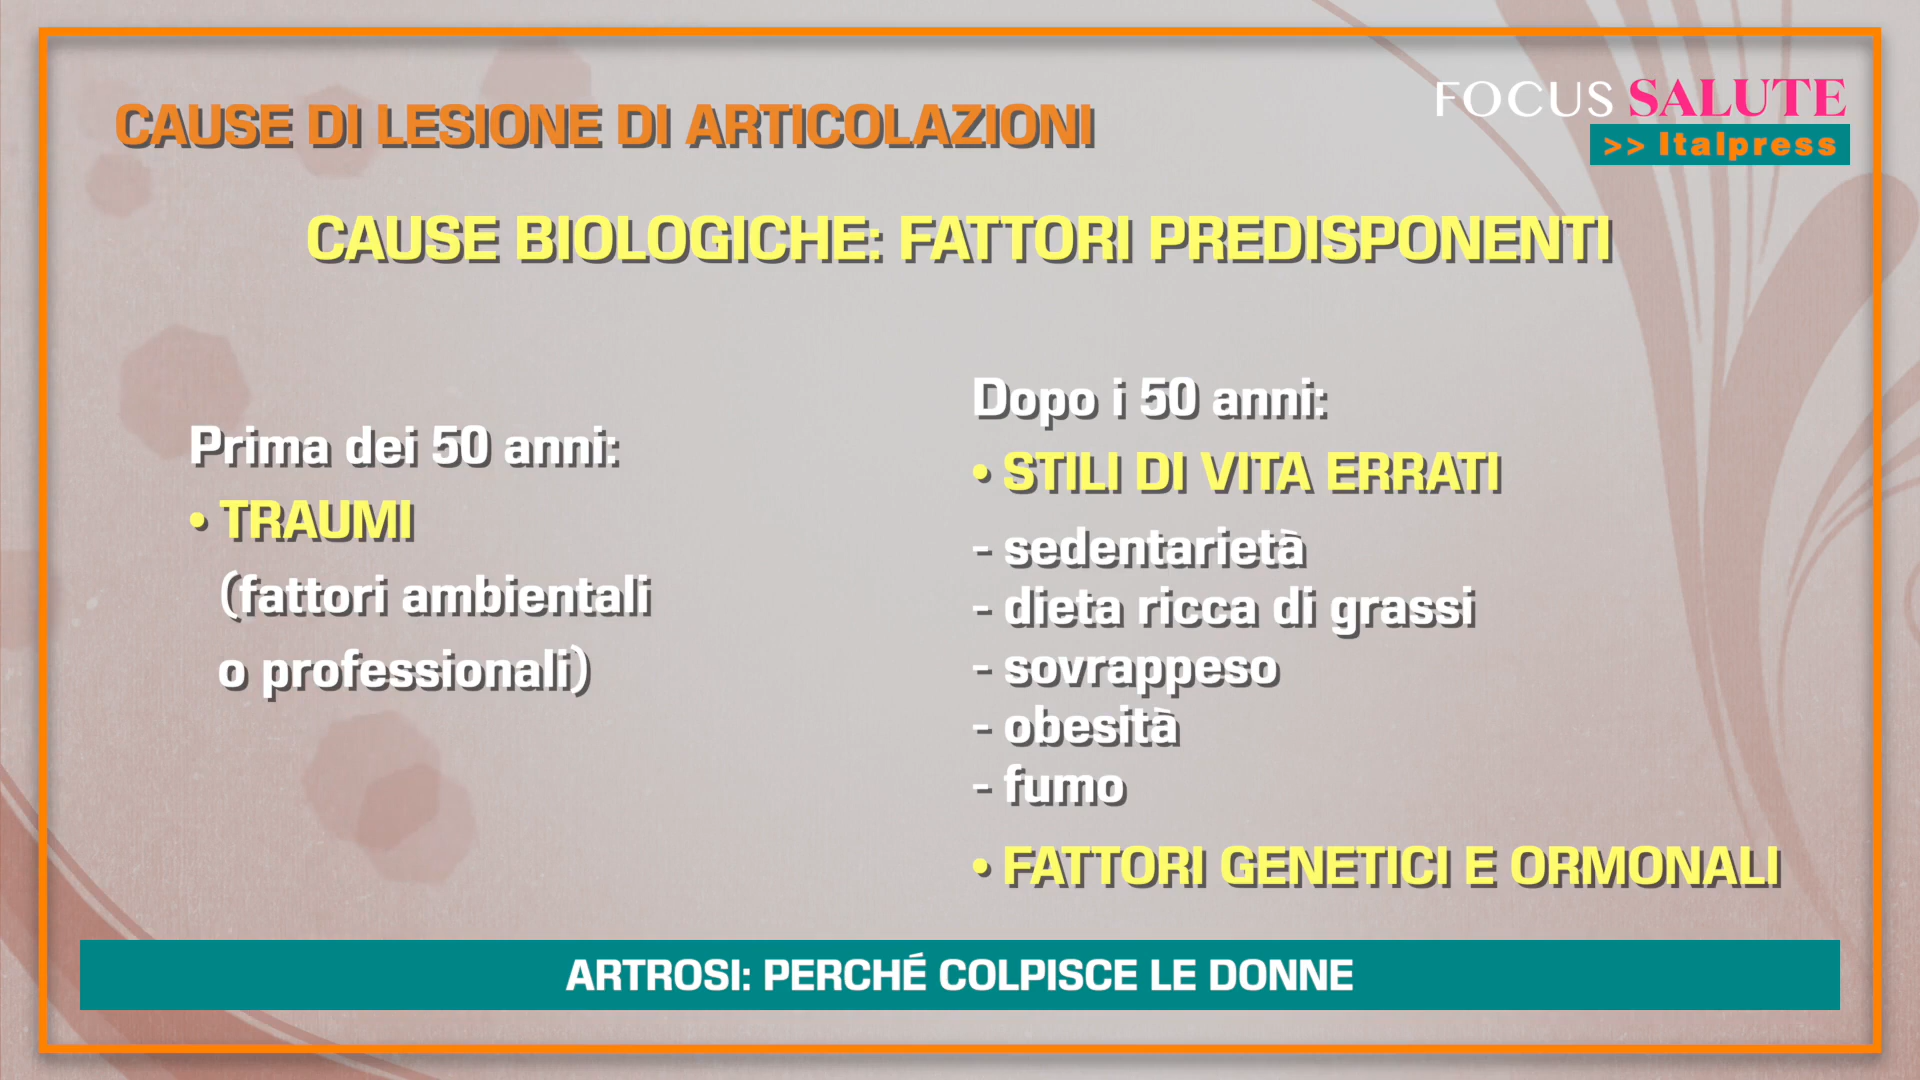 CAUSE DI LESIONE DI ARTICOLAZIONI
FOCUS SALUTE
>> Italpress
CAUSE BIOLOGICHE: FATTORI PREDISPONENTI
Prima dei 50 anni:
• TRAUMI
(fattori ambientali
o professionali)
Dopo i 50 anni:
• STILI DI VITA ERRATI
- sedentarietà
- dieta ricca di grassi
- sovrappeso
- obesità
- fumo
• FATTORI GENETICI E ORMONALI
ARTROSI: PERCHÉ COLPISCE LE DONNE